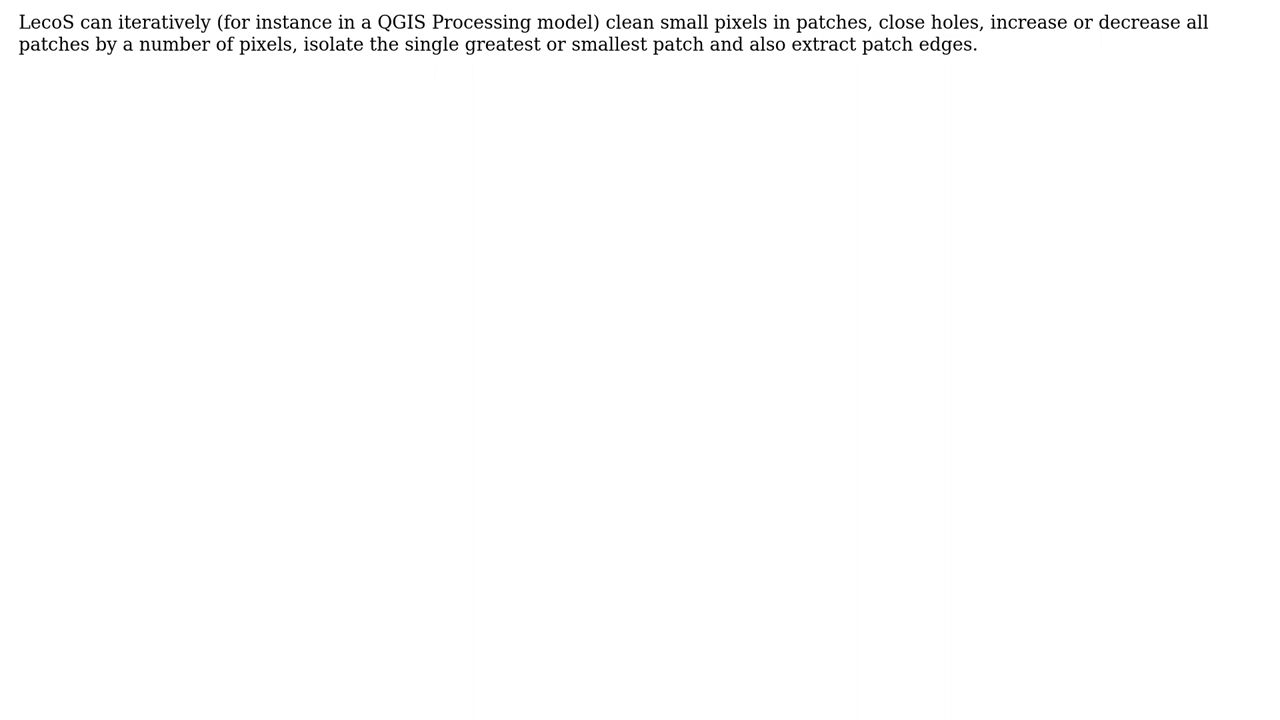 LecoS can iteratively (for instance in a QGIS Processing model) clean small pixels in patches, close holes, increase or decrease all
patches by a number of pixels, isolate the single greatest or smallest patch and also extract patch edges.